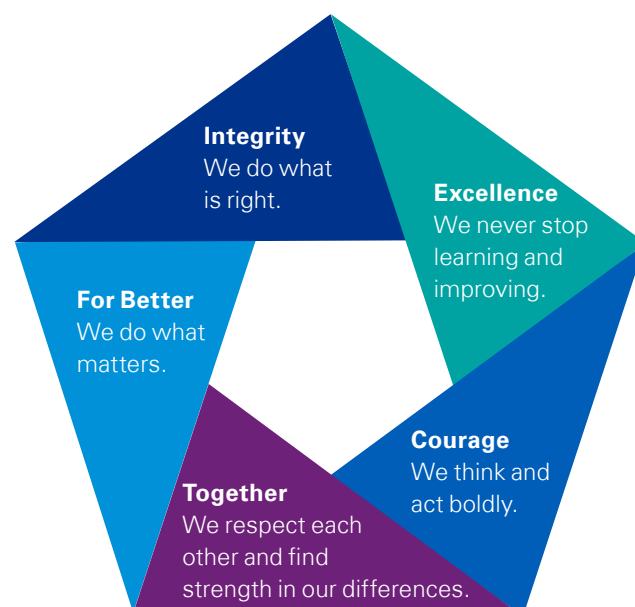 Integrity
We do what
is right.
Excellence
We never stop
learning and
improving.
Courage
We think and
act boldly.
Together
We respect each
other and find
strength in our differences.
For Better
We do what
matters.